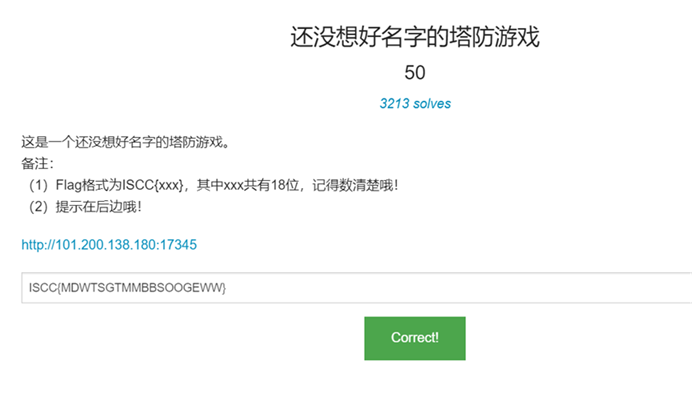 还没想好名字的塔防游戏
50
3213 solves
这是一个还没想好名字的塔防游戏。
备注：
（1）Flag格式为ISCC{xxx}，其中xxx共有18位，记得数清楚哦！
（2）提示在后边哦！
http://101.200.138.180:17345
ISCC{MDWTSGTMMBBSOOGEWW}
Correct!